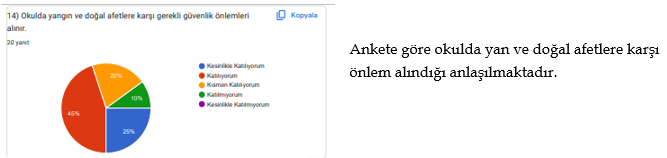 14) Okulda yangın ve doğal afetlere karşı gerekli güvenlik önlemleri
alınır.
Kopyala
20 yanıt
Kesinlikle Katılıyorum
Katılıyorum
Kısmen Katılıyorum
Katılmıyorum
Kesinlikle Katılmıyorum
20%
10%
45%
25%
Ankete göre okulda yan ve doğal afetlere karşı
önlem alındığı anlaşılmaktadır.